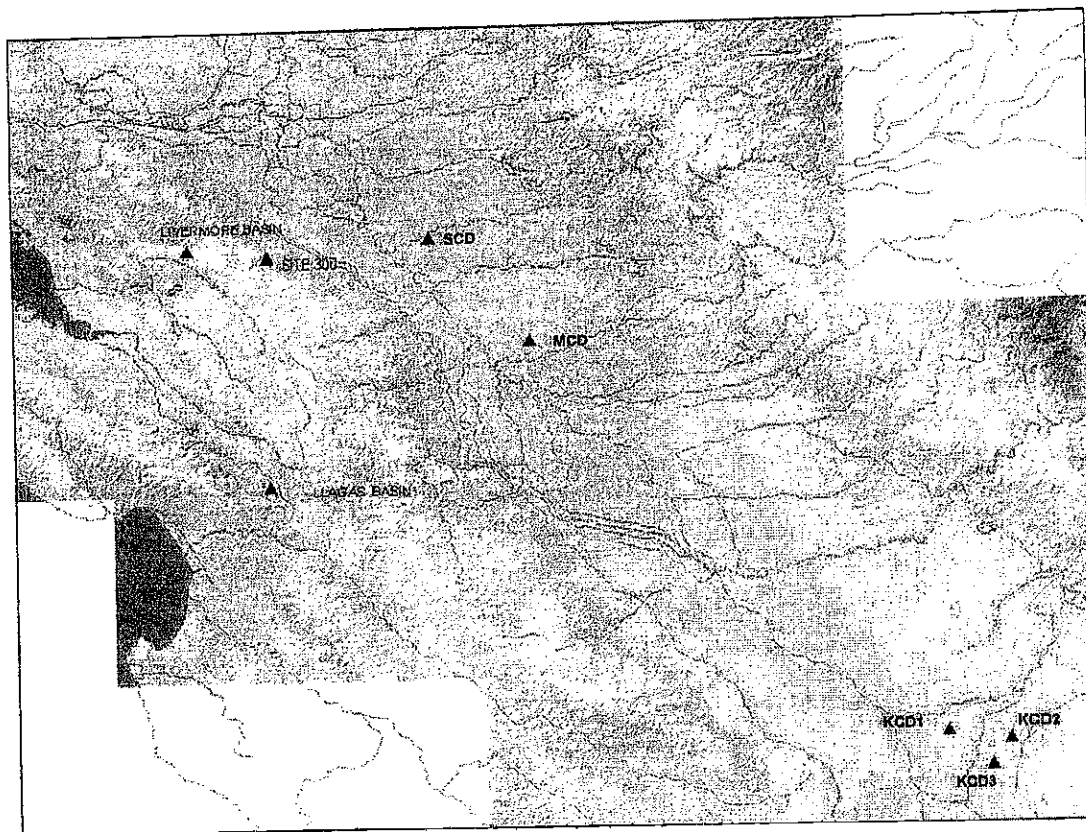 LIVERMORE BASIN
SCD
SITE 300
MCD
LLAGAS BASIN
KCD1
KCD2
KCD3